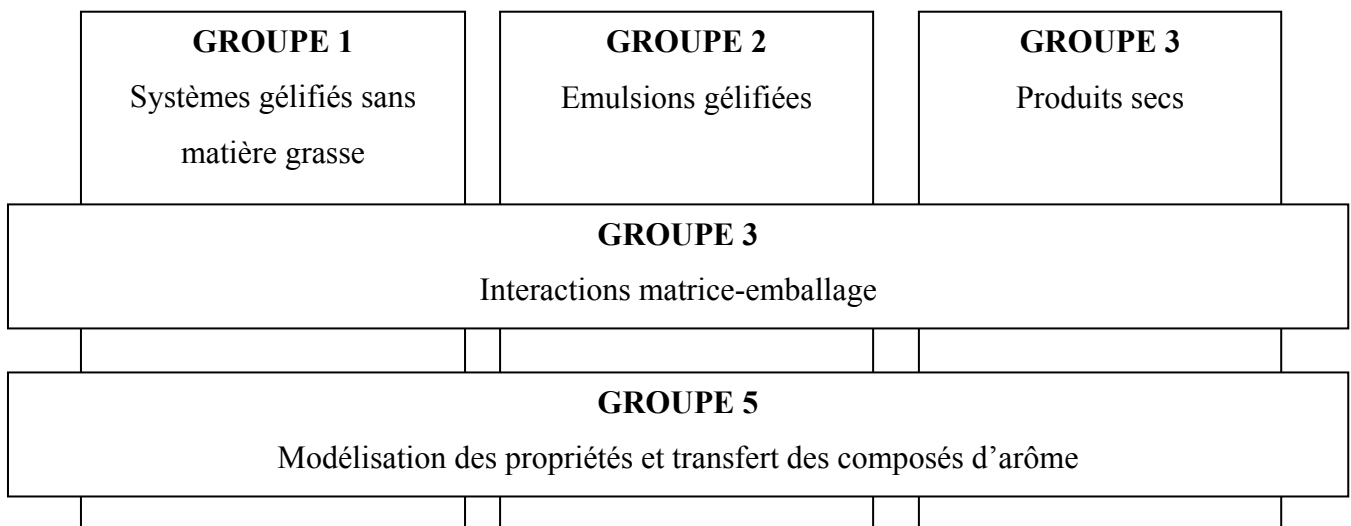 GROUPE 1
Systèmes gélifiés sans
matière grasse
GROUPE 2
Emulsions gélifiées
GROUPE 3
Produits secs
GROUPE 3
Interactions matrice-emballage
GROUPE 5
Modélisation des propriétés et transfert des composés d’arôme